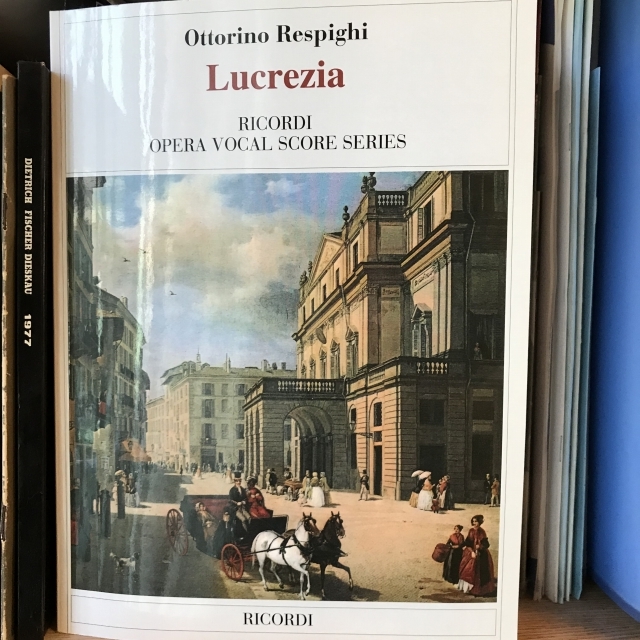 Ottorino Respighi
Lucrezia
RICORDI
OPERA VOCAL SCORE SERIES
RICORDI
DIETRICH FISCHER DIESKAU 1977